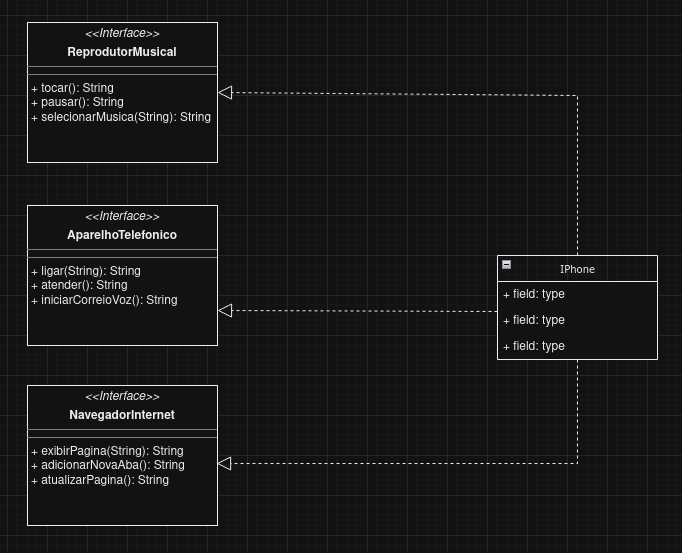 <<Interface>>
ReprodutorMusical
+ tocar(): String
+ pausar(): String
+ selecionarMusica(String): String
<<Interface>>
AparelhoTelefonico
+ ligar(String): String
+ atender(): String
+ iniciarCorreioVoz(): String
IPhone
+ field: type
+ field: type
+ field: type
<<Interface>>
NavegadorInternet
+ exibirPagina(String): String
+ adicionarNovaAba(): String
+ atualizarPagina(): String